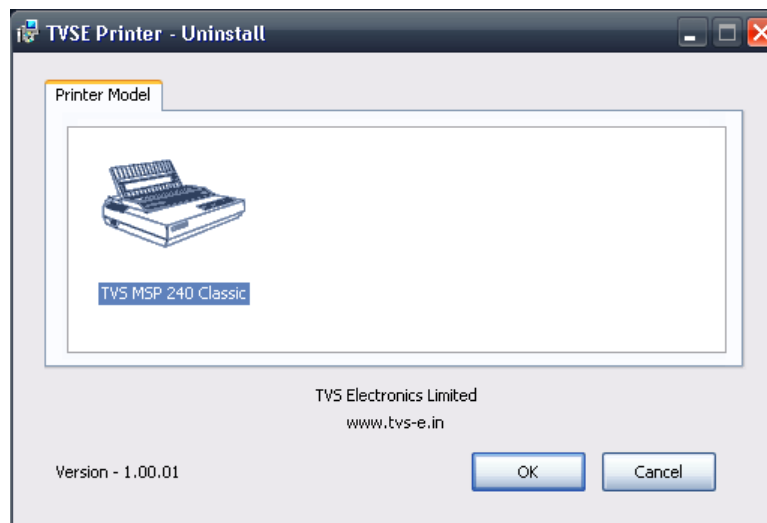 TVSE Printer - Uninstall
Printer Model
TVS MSP 240 Classic
TVS Electronics Limited
www.tvs-e.in
Version - 1.00.01
OK
Cancel